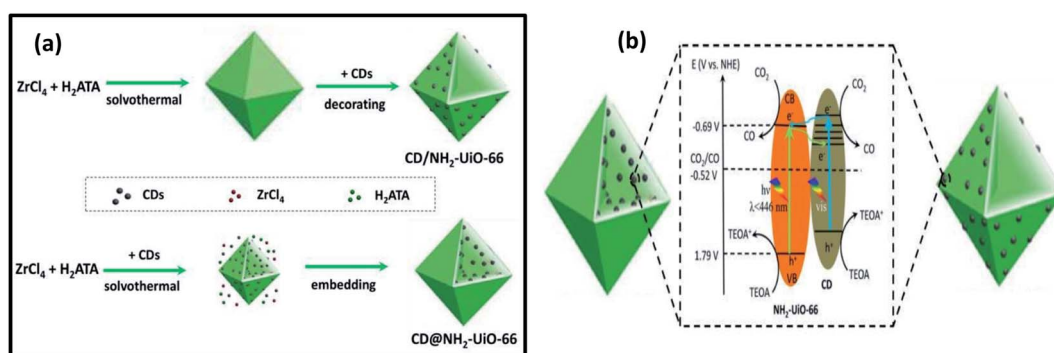 (a)
ZrCl₄ + H₂ATA
solvothermal
+ CDs
decorating
CD/NH₂-UiO-66
CDs
ZrCl₄
H₂ATA
ZrCl₄ + H₂ATA
+ CDs
solvothermal
embedding
CD@NH₂-UiO-66
(b)
E (V vs. NHE)
-0.69 V
CO₂/CO
-0.52 V
1.79 V
CO₂
CO
CB
e⁻
hν
λ<446 nm
TEOA⁺
TEOA
h⁺
VB
NH₂-UiO-66
CO₂
CO
e⁻
e⁻
vis
TEOA⁺
TEOA
h⁺
CD